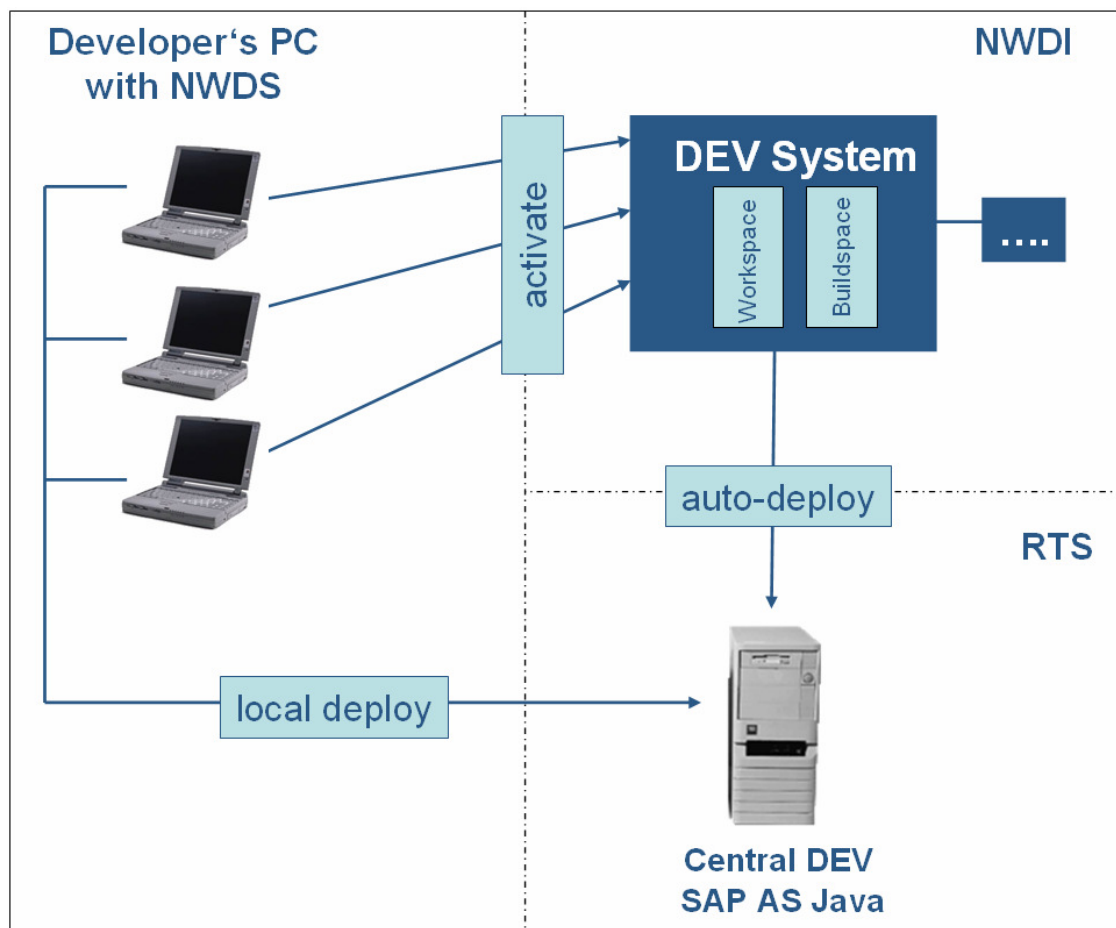 Developer‘s PC
with NWDS
NWDI
activate
DEV System
Workspace
Buildspace
....
auto-deploy
RTS
local deploy
Central DEV
SAP AS Java